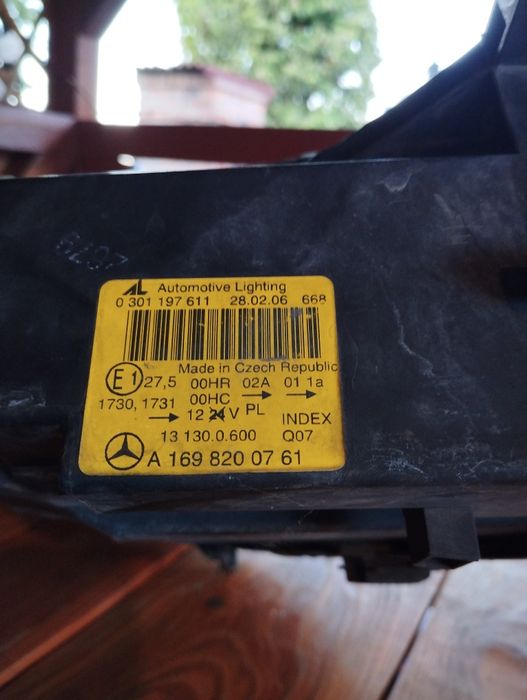 Automotive Lighting
0 301 197 611 28.02.06 668
Made in Czech Republic
E1 27,5 00HR 02A 01 1a
1730, 1731 00HC → →
→ 12 24 V PL INDEX
13 130.0.600 Q07
A 169 820 07 61